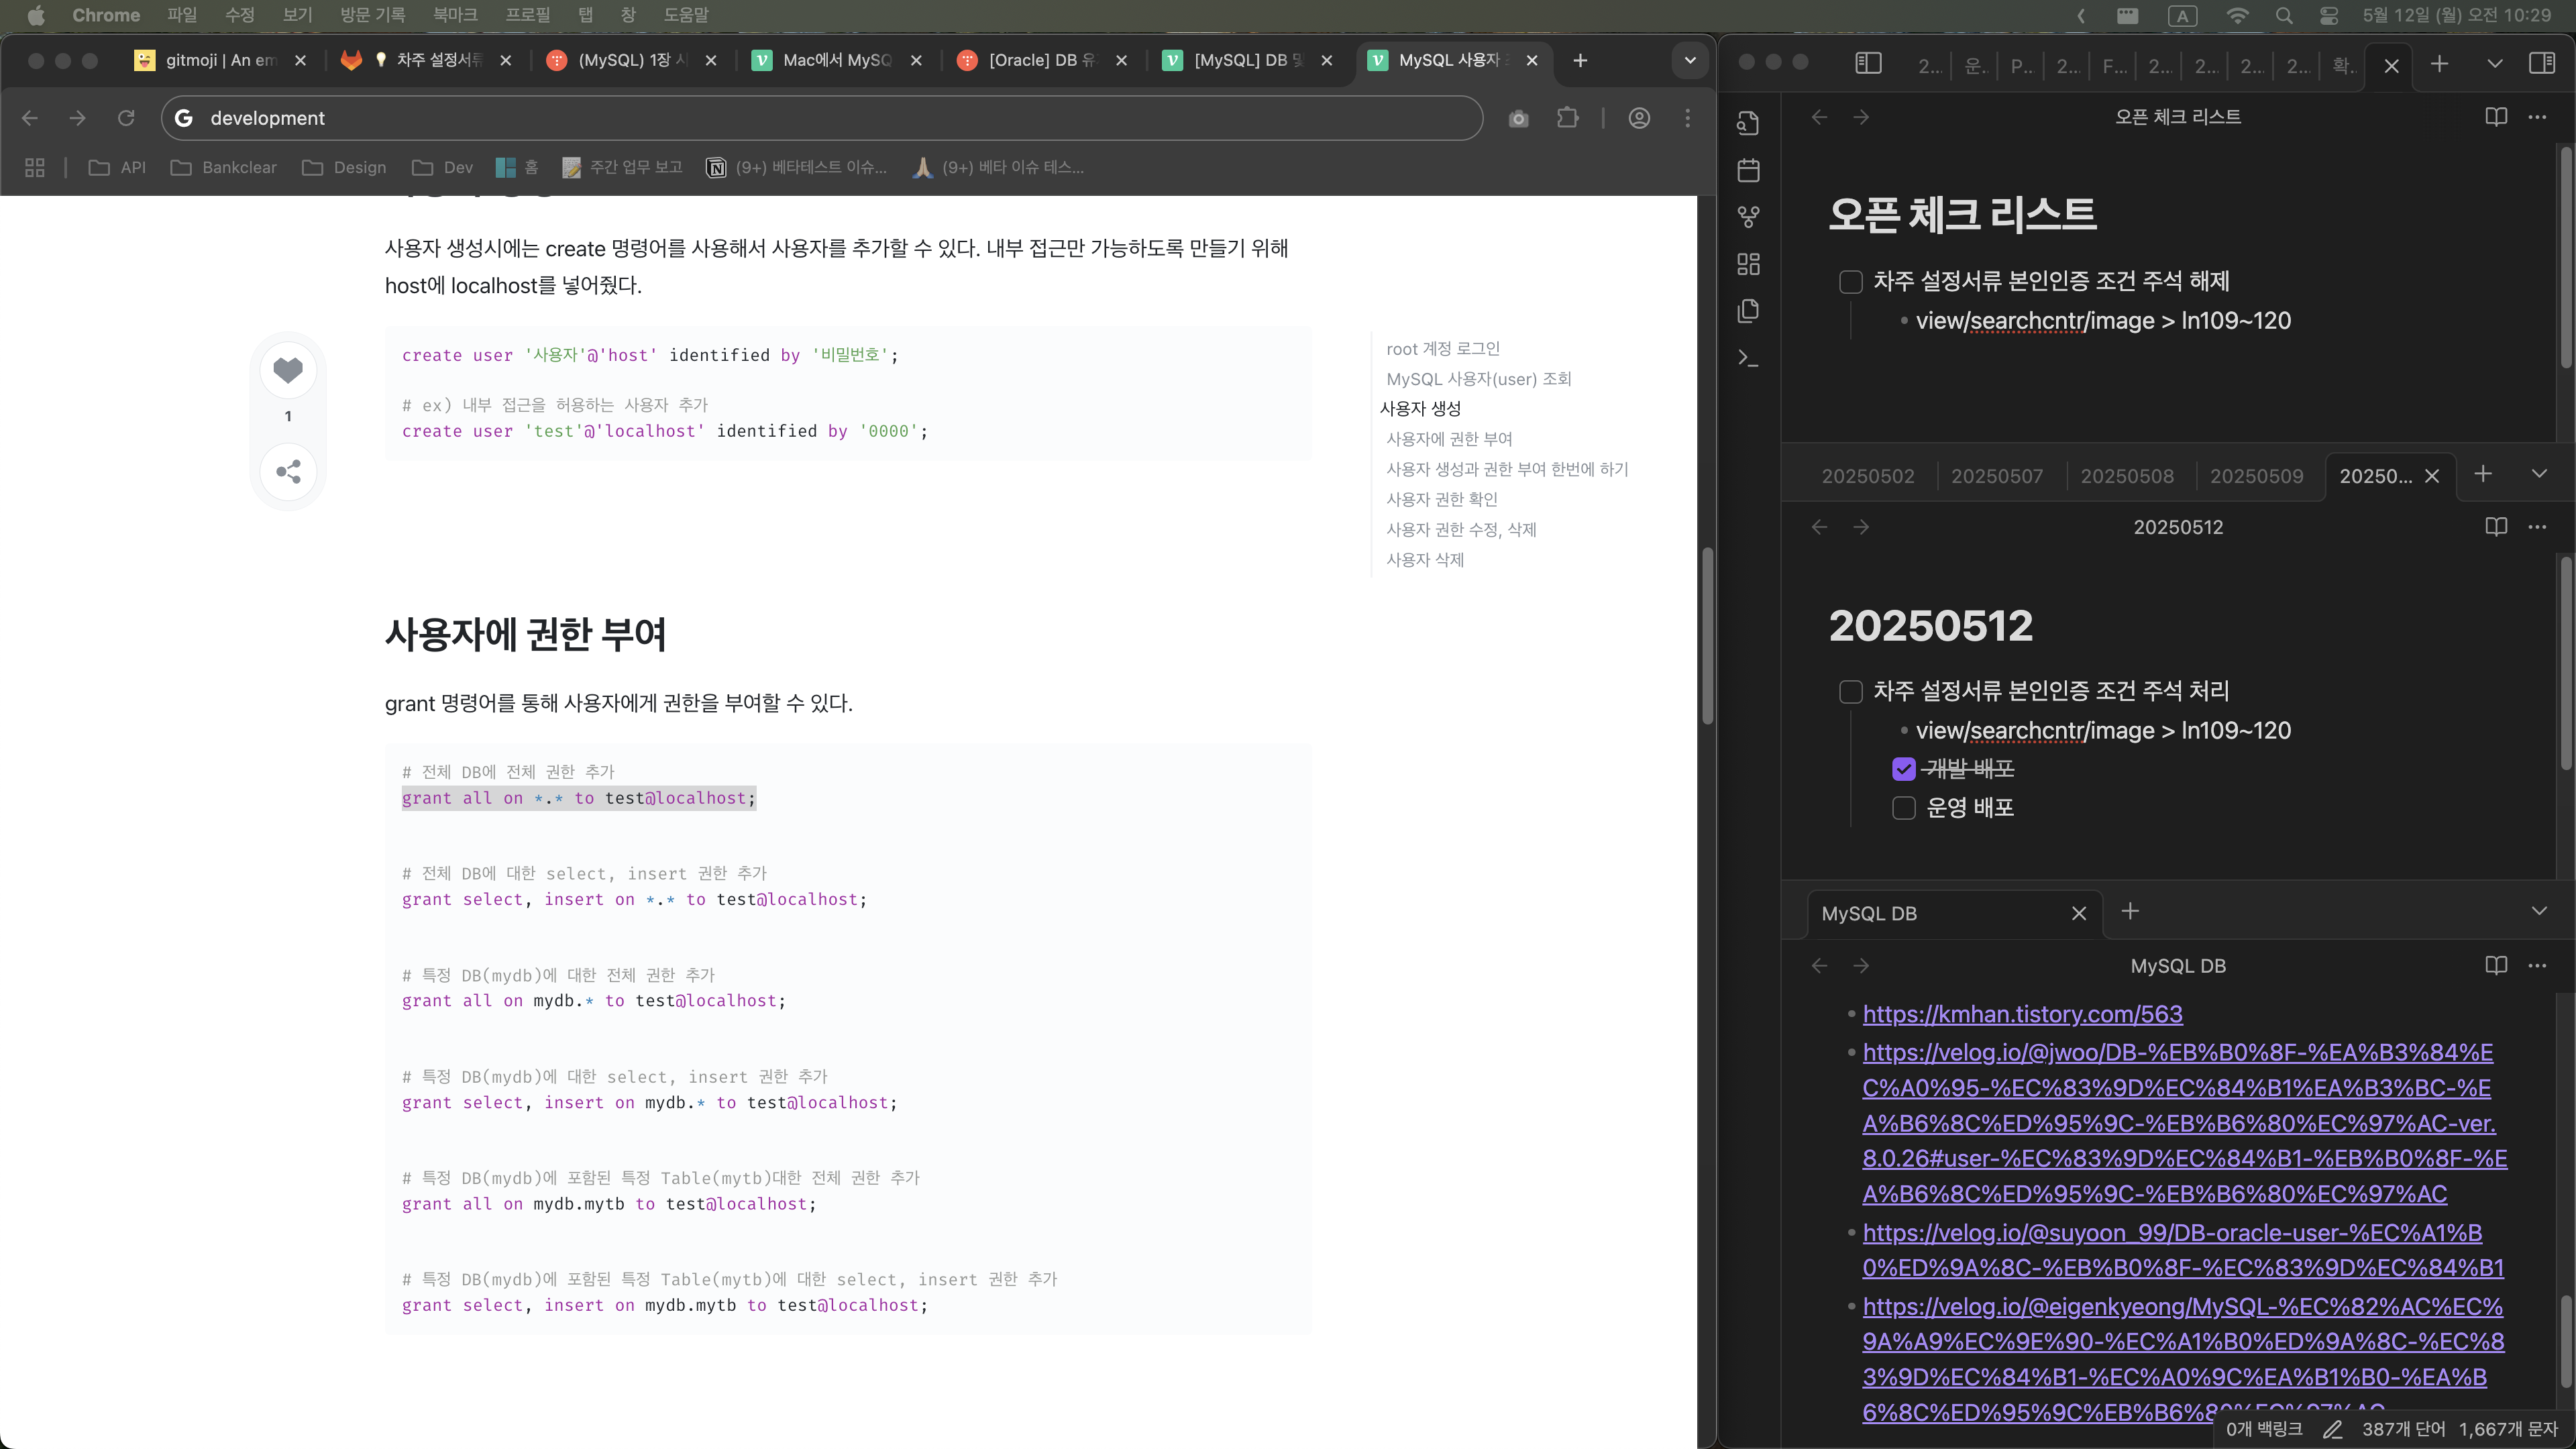 Chrome 파일 수정 보기 방문 기록 북마크 프로필 탭 창 도움말
A 5월 12일 (월) 오전 10:29
gitmoji | An em
차주 설정서류
(MySQL) 1장 시
Mac에서 MySQ
[Oracle] DB 유
[MySQL] DB 및
MySQL 사용자
development
API Bankclear Design Dev 홈 주간 업무 보고 (9+) 베타테스트 이슈... (9+) 베타 이슈 테스...
사용자 생성시에는 create 명령어를 사용해서 사용자를 추가할 수 있다. 내부 접근만 가능하도록 만들기 위해
host에 localhost를 넣어줬다.
create user '사용자'@'host' identified by '비밀번호';
# ex) 내부 접근을 허용하는 사용자 추가
create user 'test'@'localhost' identified by '0000';
1
root 계정 로그인
MySQL 사용자(user) 조회
사용자 생성
사용자에 권한 부여
사용자 생성과 권한 부여 한번에 하기
사용자 권한 확인
사용자 권한 수정, 삭제
사용자 삭제
사용자에 권한 부여
grant 명령어를 통해 사용자에게 권한을 부여할 수 있다.
# 전체 DB에 전체 권한 추가
grant all on *.* to test@localhost;
# 전체 DB에 대한 select, insert 권한 추가
grant select, insert on *.* to test@localhost;
# 특정 DB(mydb)에 대한 전체 권한 추가
grant all on mydb.* to test@localhost;
# 특정 DB(mydb)에 대한 select, insert 권한 추가
grant select, insert on mydb.* to test@localhost;
# 특정 DB(mydb)에 포함된 특정 Table(mytb)대한 전체 권한 추가
grant all on mydb.mytb to test@localhost;
# 특정 DB(mydb)에 포함된 특정 Table(mytb)에 대한 select, insert 권한 추가
grant select, insert on mydb.mytb to test@localhost;
2... 운. P... 2... F... 2... 2... 2... 2... 확.
오픈 체크 리스트
오픈 체크 리스트
차주 설정서류 본인인증 조건 주석 해제
view/searchcntr/image > ln109~120
20250502 20250507 20250508 20250509 20250...
20250512
20250512
차주 설정서류 본인인증 조건 주석 처리
view/searchcntr/image > ln109~120
개발 배포
운영 배포
MySQL DB
MySQL DB
https://kmhan.tistory.com/563
https://velog.io/@jwoo/DB-%EB%B0%8F-%EA%B3%84%E
C%A0%95-%EC%83%9D%EC%84%B1%EA%B3%BC-%E
A%B6%8C%ED%95%9C-%EB%B6%80%EC%97%AC-ver.
8.0.26#user-%EC%83%9D%EC%84%B1-%EB%B0%8F-%E
A%B6%8C%ED%95%9C-%EB%B6%80%EC%97%AC
https://velog.io/@suyoon_99/DB-oracle-user-%EC%A1%B
0%ED%9A%8C-%EB%B0%8F-%EC%83%9D%EC%84%B1
https://velog.io/@eigenkyeong/MySQL-%EC%82%AC%EC%
9A%A9%EC%9E%90-%EC%A1%B0%ED%9A%8C-%EC%8
3%9D%EC%84%B1-%EC%A0%9C%EA%B1%B0-%EA%B
6%8C%ED%95%9C%EB%B6%80%EC%97%AC
0개 백링크 387개 단어 1,667개 문자